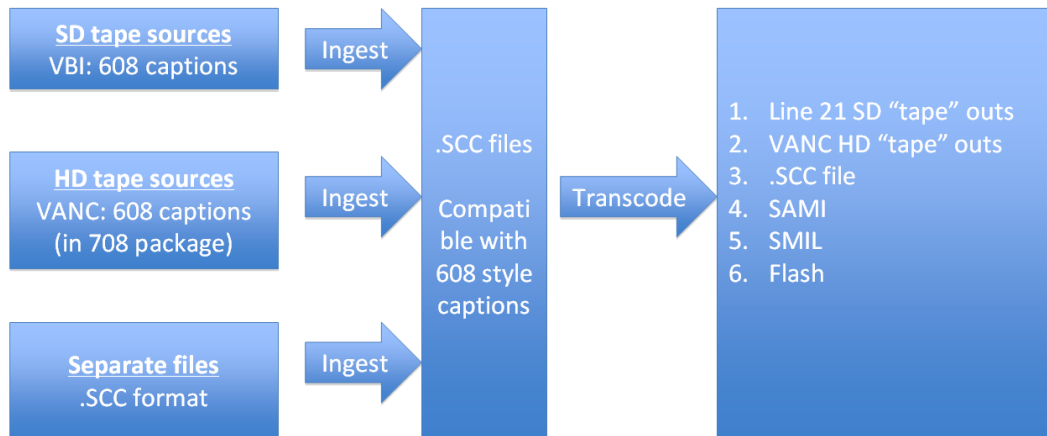 SD tape sources
VBI: 608 captions
Ingest
HD tape sources
VANC: 608 captions
(in 708 package)
Ingest
Separate files
.SCC format
Ingest
.SCC files
Compati
ble with
608 style
captions
Transcode
1. Line 21 SD “tape” outs
2. VANC HD “tape” outs
3. .SCC file
4. SAMI
5. SMIL
6. Flash